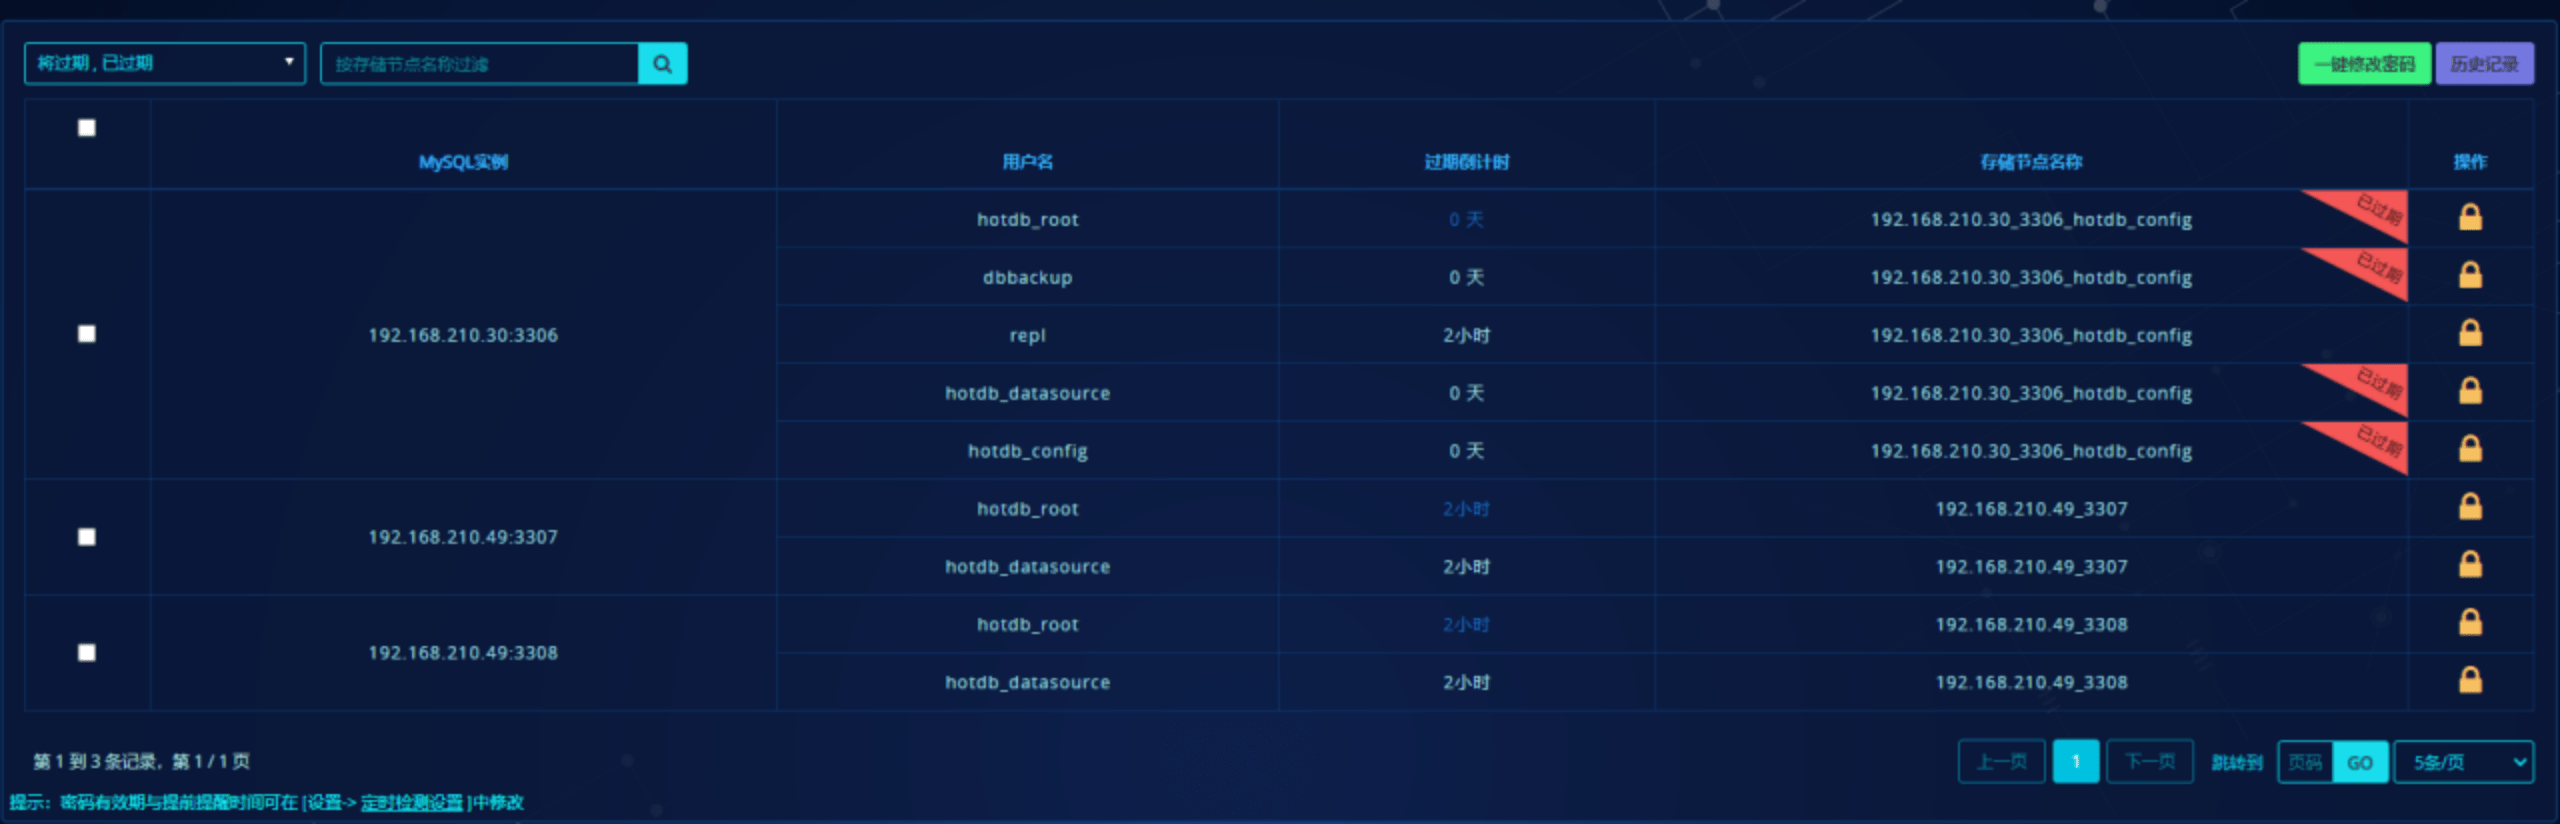 将过期 , 已过期 按存储节点名称过滤 一键修改密码 历史记录
MySQL实例 用户名 过期倒计时 存储节点名称 操作
hotdb_root 0 天 192.168.210.30_3306_hotdb_config 已过期
dbbackup 0 天 192.168.210.30_3306_hotdb_config 已过期
192.168.210.30:3306 repl 2小时 192.168.210.30_3306_hotdb_config
hotdb_datasource 0 天 192.168.210.30_3306_hotdb_config 已过期
hotdb_config 0 天 192.168.210.30_3306_hotdb_config 已过期
hotdb_root 2小时 192.168.210.49_3307
192.168.210.49:3307
hotdb_datasource 2小时 192.168.210.49_3307
hotdb_root 2小时 192.168.210.49_3308
192.168.210.49:3308
hotdb_datasource 2小时 192.168.210.49_3308
第 1 到 3 条记录，第 1 / 1 页 上一页 1 下一页 跳转到 页码 GO 5条/页
提示：密码有效期与提前提醒时间可在 [设置-> 定时检测设置 ]中修改